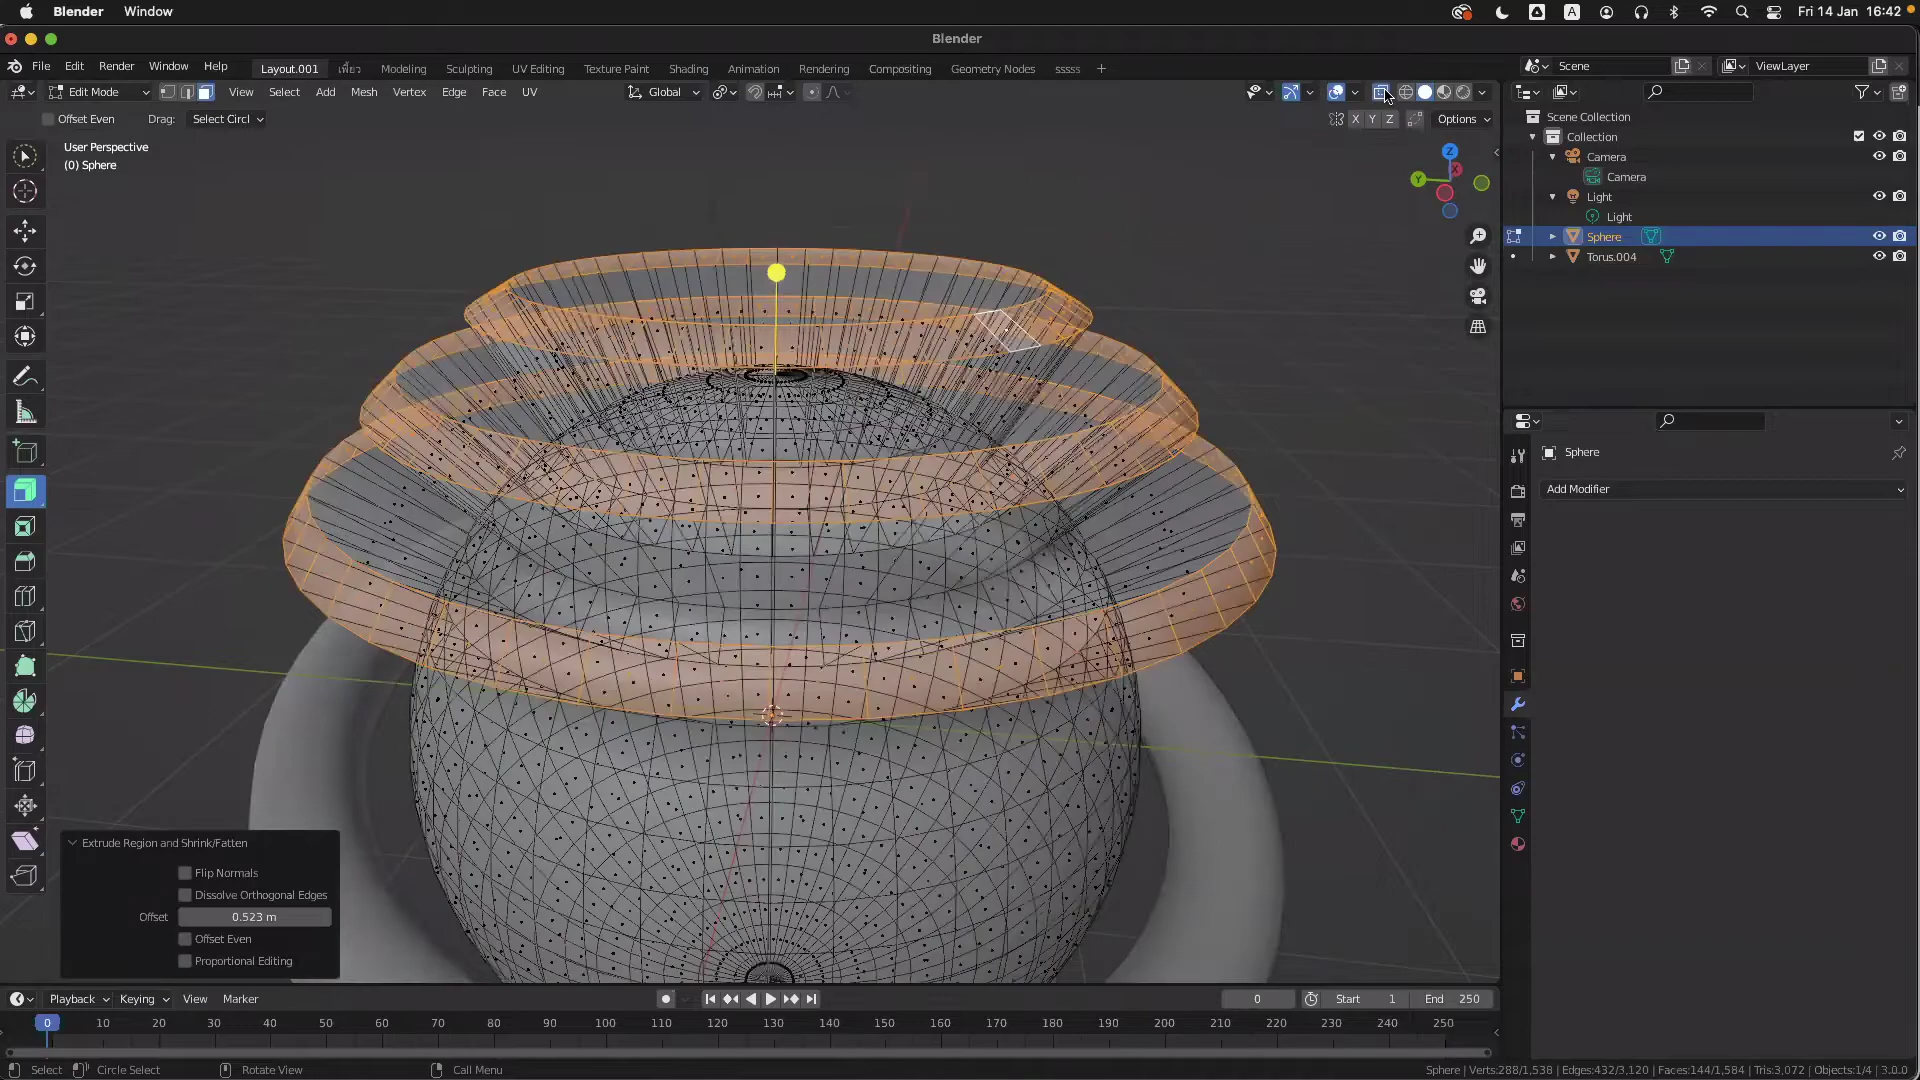 Blender Window
Fri 14 Jan 16:42
A
Blender
File Edit Render Window Help Layout.001 เพี้ยว Modeling Sculpting UV Editing Texture Paint Shading Animation Rendering Compositing Geometry Nodes sssss +
Scene
ViewLayer
Edit Mode View Select Add Mesh Vertex Edge Face UV
Global
Offset Even Drag: Select Circl
X Y Z Options
User Perspective
(0) Sphere
Z
Y
X
Scene Collection
Collection
Camera
Camera
Light
Light
Sphere
Torus.004
Sphere
Add Modifier
Extrude Region and Shrink/Fatten
Flip Normals
Dissolve Orthogonal Edges
Offset 0.523 m
Offset Even
Proportional Editing
Playback Keying View Marker
0 Start 1 End 250
0 10 20 30 40 50 60 70 80 90 100 110 120 130 140 150 160 170 180 190 200 210 220 230 240 250
Select Circle Select Rotate View Call Menu
Sphere | Verts:288/1,538 | Edges:432/3,120 | Faces:144/1,584 | Tris:3,072 | Objects:1/4 | 3.0.0